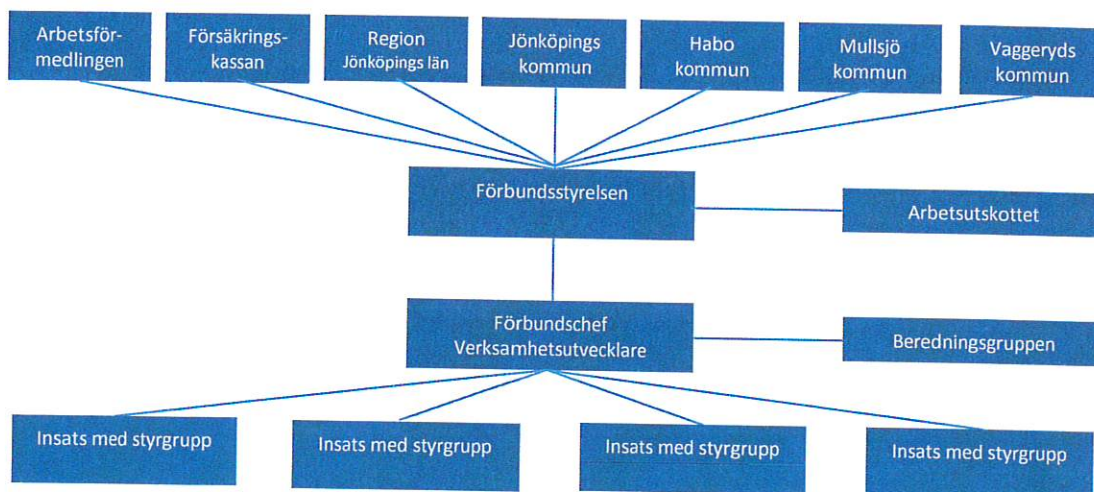 Arbetsför-
medlingen
Försäkrings-
kassan
Region
Jönköpings län
Jönköpings
kommun
Habo
kommun
Mullsjö
kommun
Vaggeryds
kommun
Förbundsstyrelsen
Arbetsutskottet
Förbundschef
Verksamhetsutvecklare
Beredningsgruppen
Insats med styrgrupp
Insats med styrgrupp
Insats med styrgrupp
Insats med styrgrupp